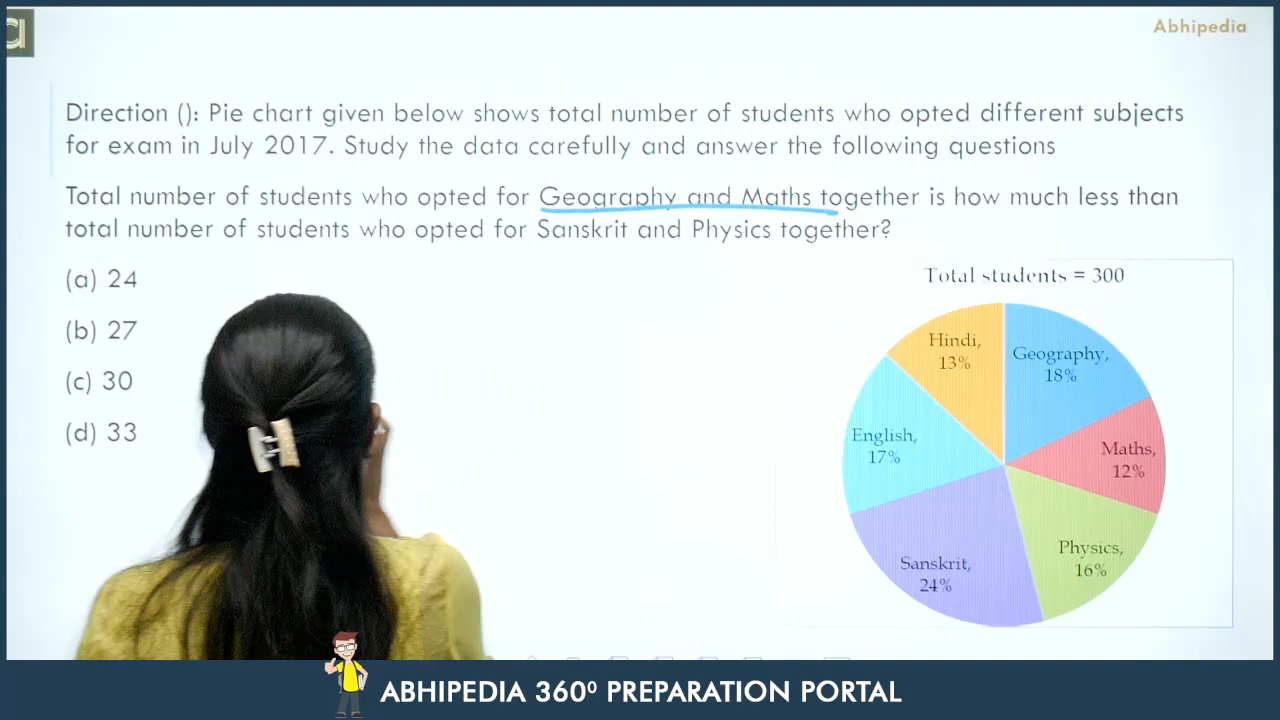 a
Abhipedia
Direction (): Pie chart given below shows total number of students who opted different subjects
for exam in July 2017. Study the data carefully and answer the following questions
Total number of students who opted for Geography and Maths together is how much less than
total number of students who opted for Sanskrit and Physics together?
(a) 24
(b) 27
(c) 30
(d) 33
Total students = 300
Hindi,
13%
Geography,
18%
English,
17%
Maths,
12%
Sanskrit,
24%
Physics,
16%
ABHIPEDIA 360⁰ PREPARATION PORTAL